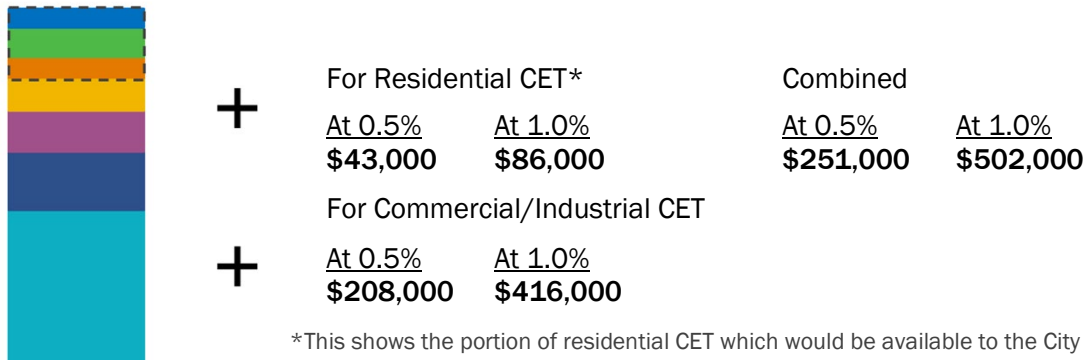 +
For Residential CET*
At 0.5% At 1.0%
$43,000 $86,000
Combined
At 0.5% At 1.0%
$251,000 $502,000
+
For Commercial/Industrial CET
At 0.5% At 1.0%
$208,000 $416,000
*This shows the portion of residential CET which would be available to the City